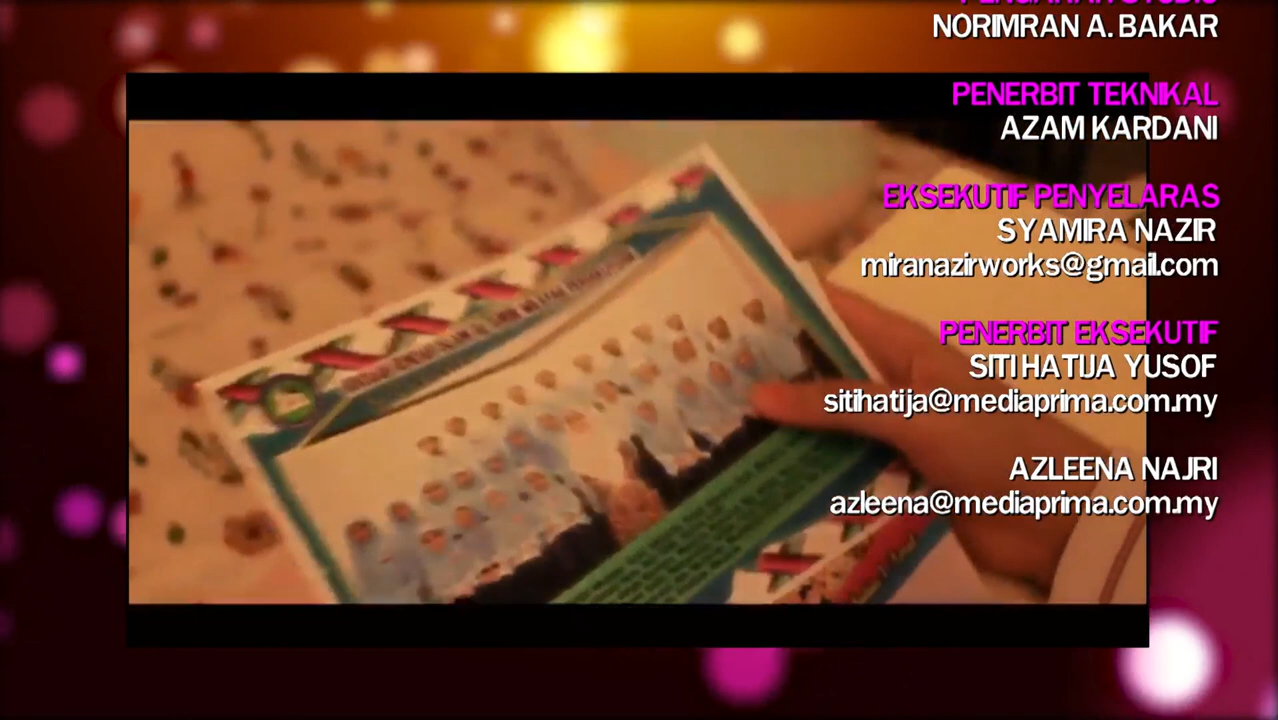 NORIMRAN A. BAKAR
PENERBIT TEKNIKAL
AZAM KARDANI
EKSEKUTIF PENYELARAS
SYAMIRA NAZIR
miranazirworks@gmail.com
PENERBIT EKSEKUTIF
SITI HATIJA YUSOF
sitihatija@mediaprima.com.my
AZLEENA NAJRI
azleena@mediaprima.com.my